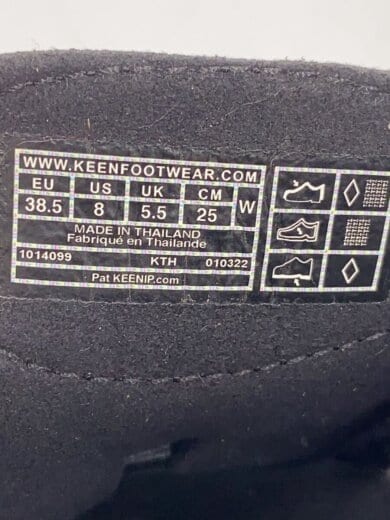 WWW.KEENFOOTWEAR.COM
EU US UK CM W
38.5 8 5.5 25
MADE IN THAILAND
Fabriqué en Thailande
1014099 KTH 010322
Pat KEENIP.com